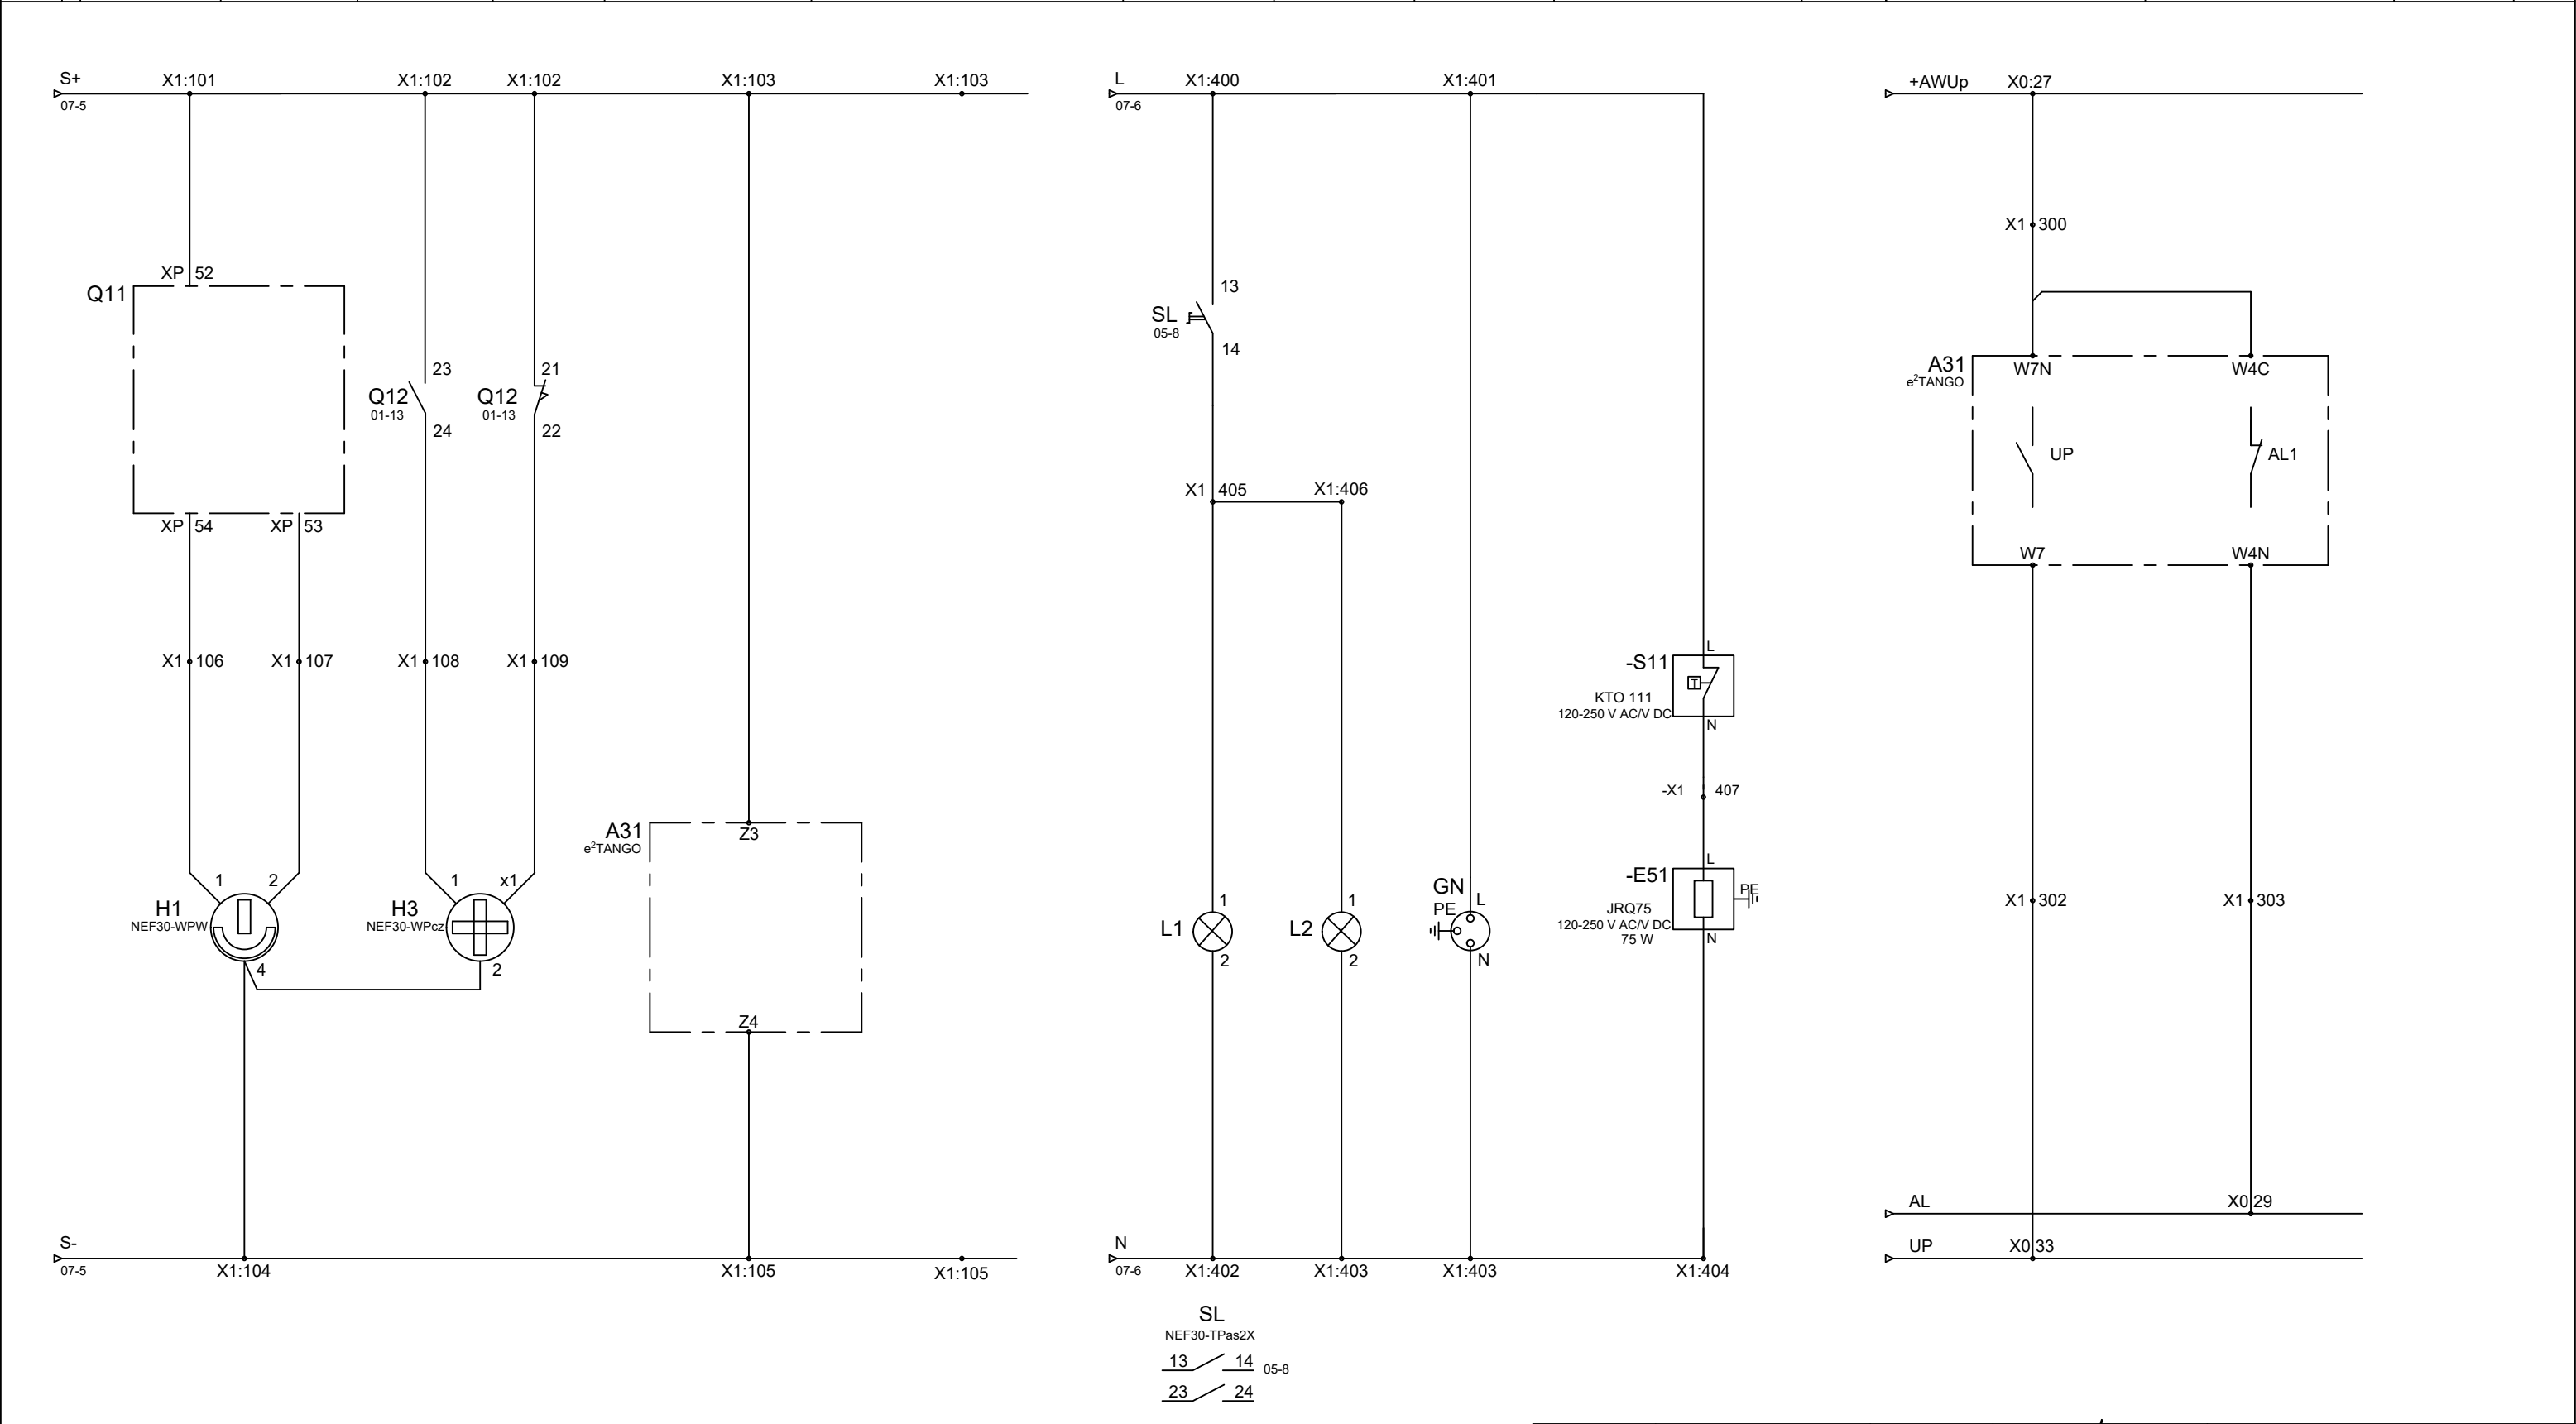 S+ X1:101 X1:102 X1:102 X1:103 X1:103
07-5
XP 52
Q11
23 21
Q12 Q12
01-13 01-13
24 22
XP 54 XP 53
X1 106 X1 107 X1 108 X1 109
A31 Z3
e²TANGO
1 2 1 x1
H1 H3
NEF30-WPW NEF30-WPcz
4 2
Z4
S-
07-5 X1:104 X1:105 X1:105
L X1:400 X1:401
07-6
13
SL
05-8
14
X1 405 X1:406
L
-S11
KTO 111
120-250 V AC/V DC
N
-X1 407
L
-E51 PE
JRQ75
120-250 V AC/V DC
75 W
N
1 1 GN L
PE
L1 L2
2 2 N
N
07-6 X1:402 X1:403 X1:403 X1:404
SL
NEF30-TPas2X
13 14 05-8
23 24
+AWUp X0:27
X1 300
A31 W7N W4C
e²TANGO
UP AL1
W7 W4N
X1 302 X1 303
AL X0 29
UP X0 33